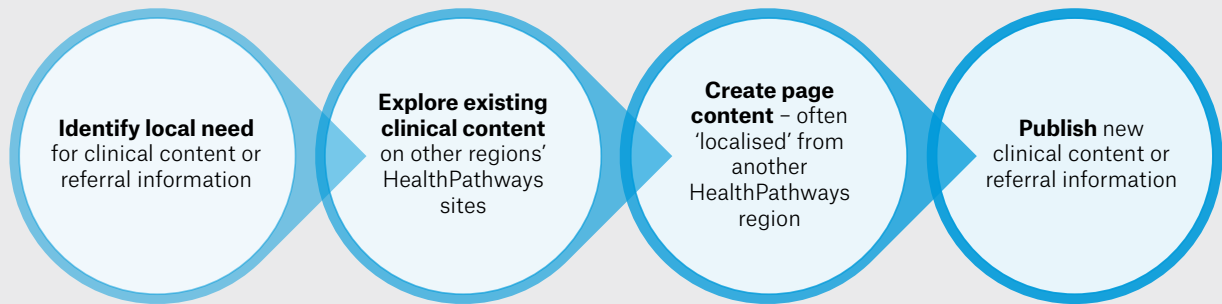 Identify local need
for clinical content or
referral information
Explore existing
clinical content
on other regions’
HealthPathways
sites
Create page
content – often
‘localised’ from
another
HealthPathways
region
Publish new
clinical content or
referral information